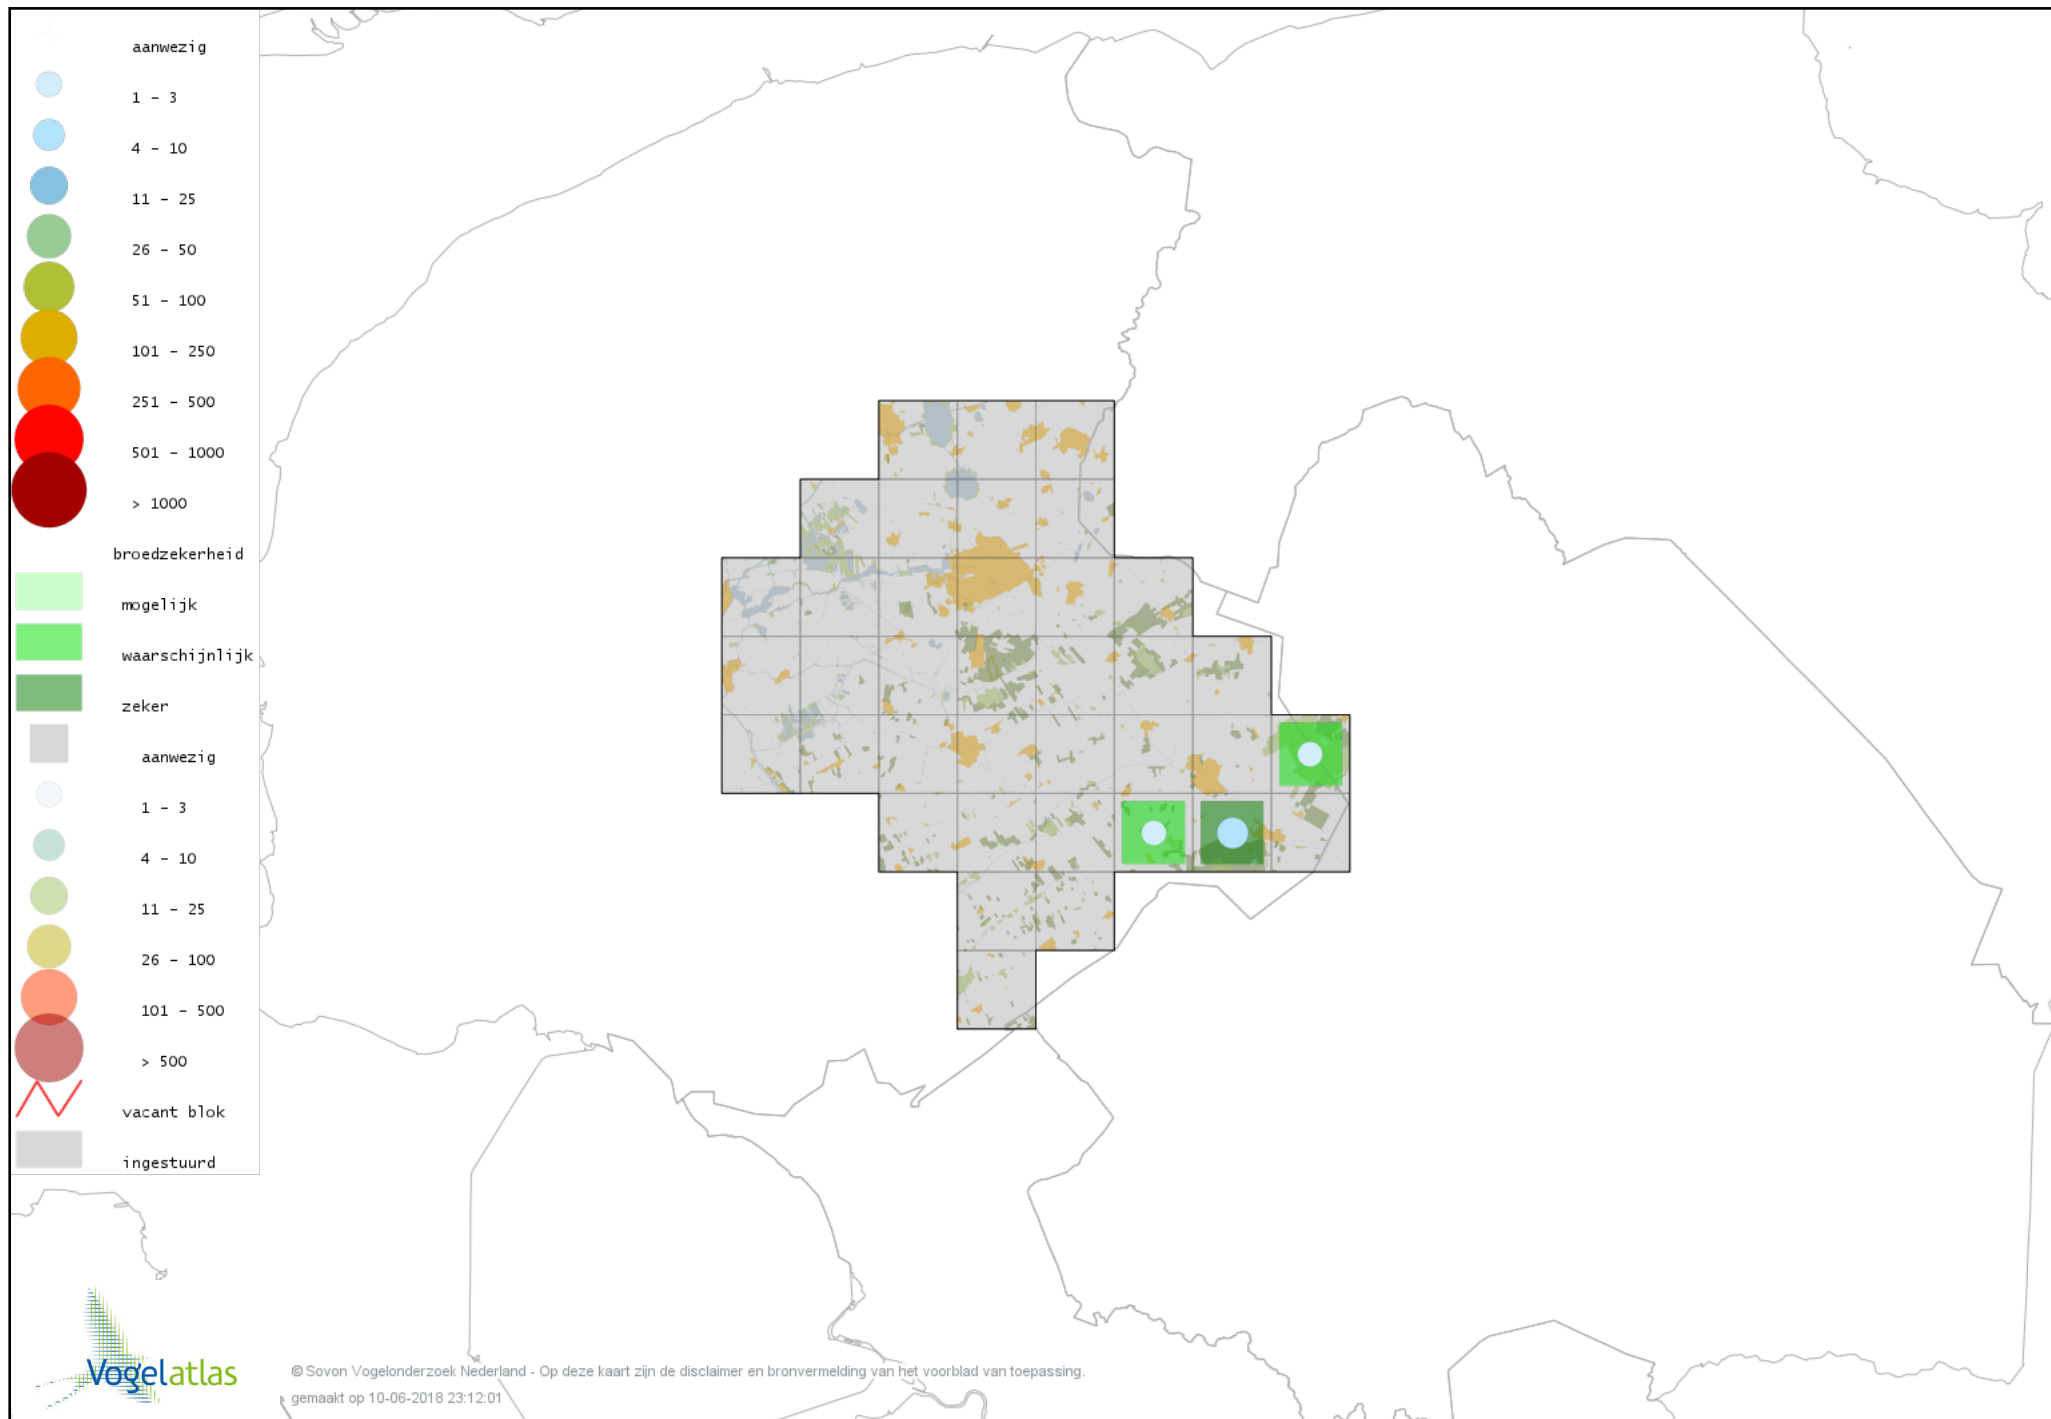 aanwezig
1 – 3
4 – 10
11 – 25
26 – 50
51 – 100
101 – 250
251 – 500
501 – 1000
> 1000
broedzekerheid
mogelijk
waarschijnlijk
zeker
aanwezig
1 – 3
4 – 10
11 – 25
26 – 100
101 – 500
> 500
vacant blok
ingestuurd
Vogelatlas
© Sovon Vogelonderzoek Nederland - Op deze kaart zijn de disclaimer en bronvermelding van het voorblad van toepassing.
gemaakt op 10-06-2018 23:12:01